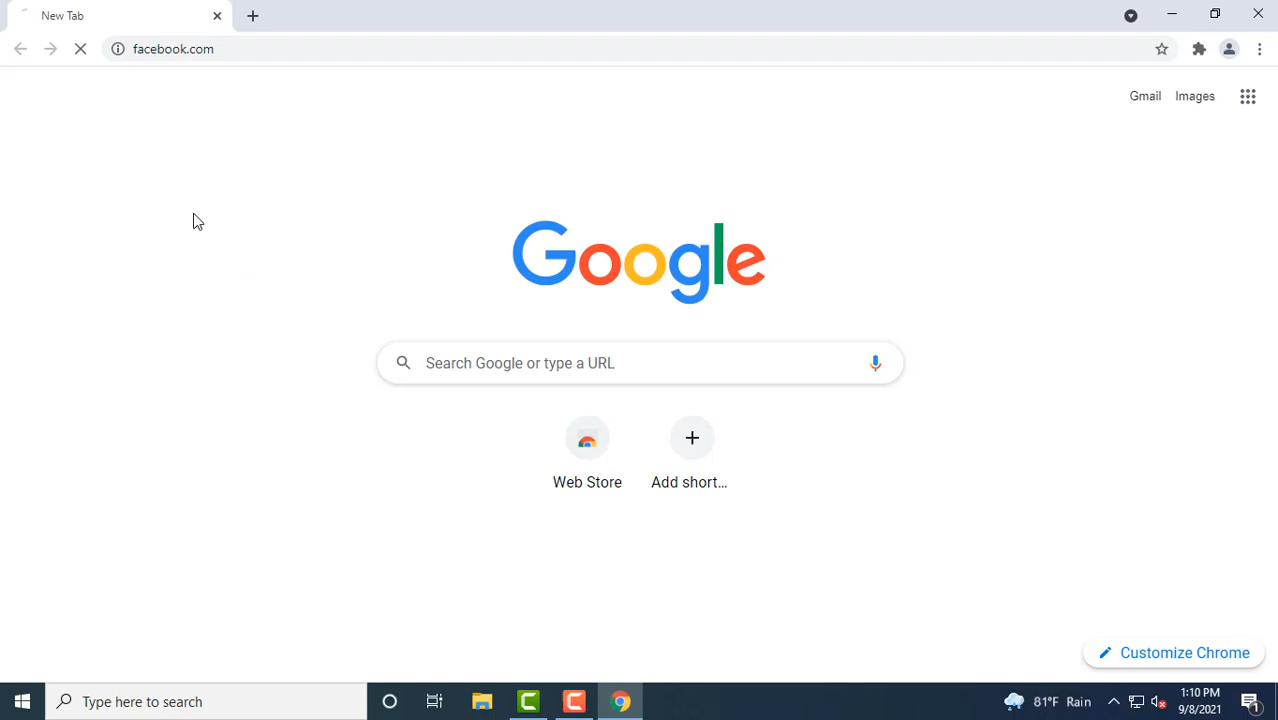 New Tab
facebook.com
Gmail Images
Google
Search Google or type a URL
Web Store Add short...
Customize Chrome
Type here to search
81°F Rain
1:10 PM
9/8/2021
1